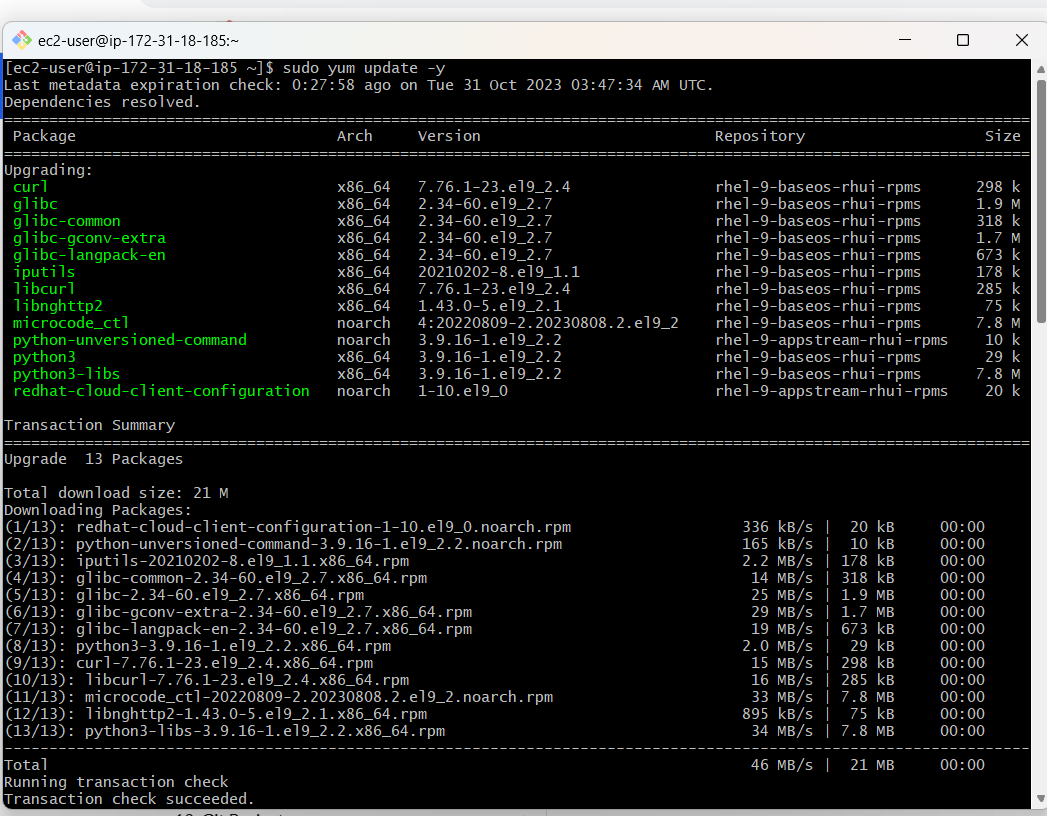 ec2-user@ip-172-31-18-185:~
[ec2-user@ip-172-31-18-185 ~]$ sudo yum update -y
Last metadata expiration check: 0:27:58 ago on Tue 31 Oct 2023 03:47:34 AM UTC.
Dependencies resolved.
================================================================================
Package Arch Version Repository Size
================================================================================
Upgrading:
curl x86_64 7.76.1-23.el9_2.4 rhel-9-baseos-rhui-rpms 298 k
glibc x86_64 2.34-60.el9_2.7 rhel-9-baseos-rhui-rpms 1.9 M
glibc-common x86_64 2.34-60.el9_2.7 rhel-9-baseos-rhui-rpms 318 k
glibc-gconv-extra x86_64 2.34-60.el9_2.7 rhel-9-baseos-rhui-rpms 1.7 M
glibc-langpack-en x86_64 2.34-60.el9_2.7 rhel-9-baseos-rhui-rpms 673 k
iputils x86_64 20210202-8.el9_1.1 rhel-9-baseos-rhui-rpms 178 k
libcurl x86_64 7.76.1-23.el9_2.4 rhel-9-baseos-rhui-rpms 285 k
libnghttp2 x86_64 1.43.0-5.el9_2.1 rhel-9-baseos-rhui-rpms 75 k
microcode_ctl noarch 4:20220809-2.20230808.2.el9_2 rhel-9-baseos-rhui-rpms 7.8 M
python-unversioned-command noarch 3.9.16-1.el9_2.2 rhel-9-appstream-rhui-rpms 10 k
python3 x86_64 3.9.16-1.el9_2.2 rhel-9-baseos-rhui-rpms 29 k
python3-libs x86_64 3.9.16-1.el9_2.2 rhel-9-baseos-rhui-rpms 7.8 M
redhat-cloud-client-configuration noarch 1-10.el9_0 rhel-9-appstream-rhui-rpms 20 k
Transaction Summary
================================================================================
Upgrade 13 Packages
Total download size: 21 M
Downloading Packages:
(1/13): redhat-cloud-client-configuration-1-10.el9_0.noarch.rpm 336 kB/s | 20 kB 00:00
(2/13): python-unversioned-command-3.9.16-1.el9_2.2.noarch.rpm 165 kB/s | 10 kB 00:00
(3/13): iputils-20210202-8.el9_1.1.x86_64.rpm 2.2 MB/s | 178 kB 00:00
(4/13): glibc-common-2.34-60.el9_2.7.x86_64.rpm 14 MB/s | 318 kB 00:00
(5/13): glibc-2.34-60.el9_2.7.x86_64.rpm 25 MB/s | 1.9 MB 00:00
(6/13): glibc-gconv-extra-2.34-60.el9_2.7.x86_64.rpm 29 MB/s | 1.7 MB 00:00
(7/13): glibc-langpack-en-2.34-60.el9_2.7.x86_64.rpm 19 MB/s | 673 kB 00:00
(8/13): python3-3.9.16-1.el9_2.2.x86_64.rpm 2.0 MB/s | 29 kB 00:00
(9/13): curl-7.76.1-23.el9_2.4.x86_64.rpm 15 MB/s | 298 kB 00:00
(10/13): libcurl-7.76.1-23.el9_2.4.x86_64.rpm 16 MB/s | 285 kB 00:00
(11/13): microcode_ctl-20220809-2.20230808.2.el9_2.noarch.rpm 33 MB/s | 7.8 MB 00:00
(12/13): libnghttp2-1.43.0-5.el9_2.1.x86_64.rpm 895 kB/s | 75 kB 00:00
(13/13): python3-libs-3.9.16-1.el9_2.2.x86_64.rpm 34 MB/s | 7.8 MB 00:00
--------------------------------------------------------------------------------
Total 46 MB/s | 21 MB 00:00
Running transaction check
Transaction check succeeded.